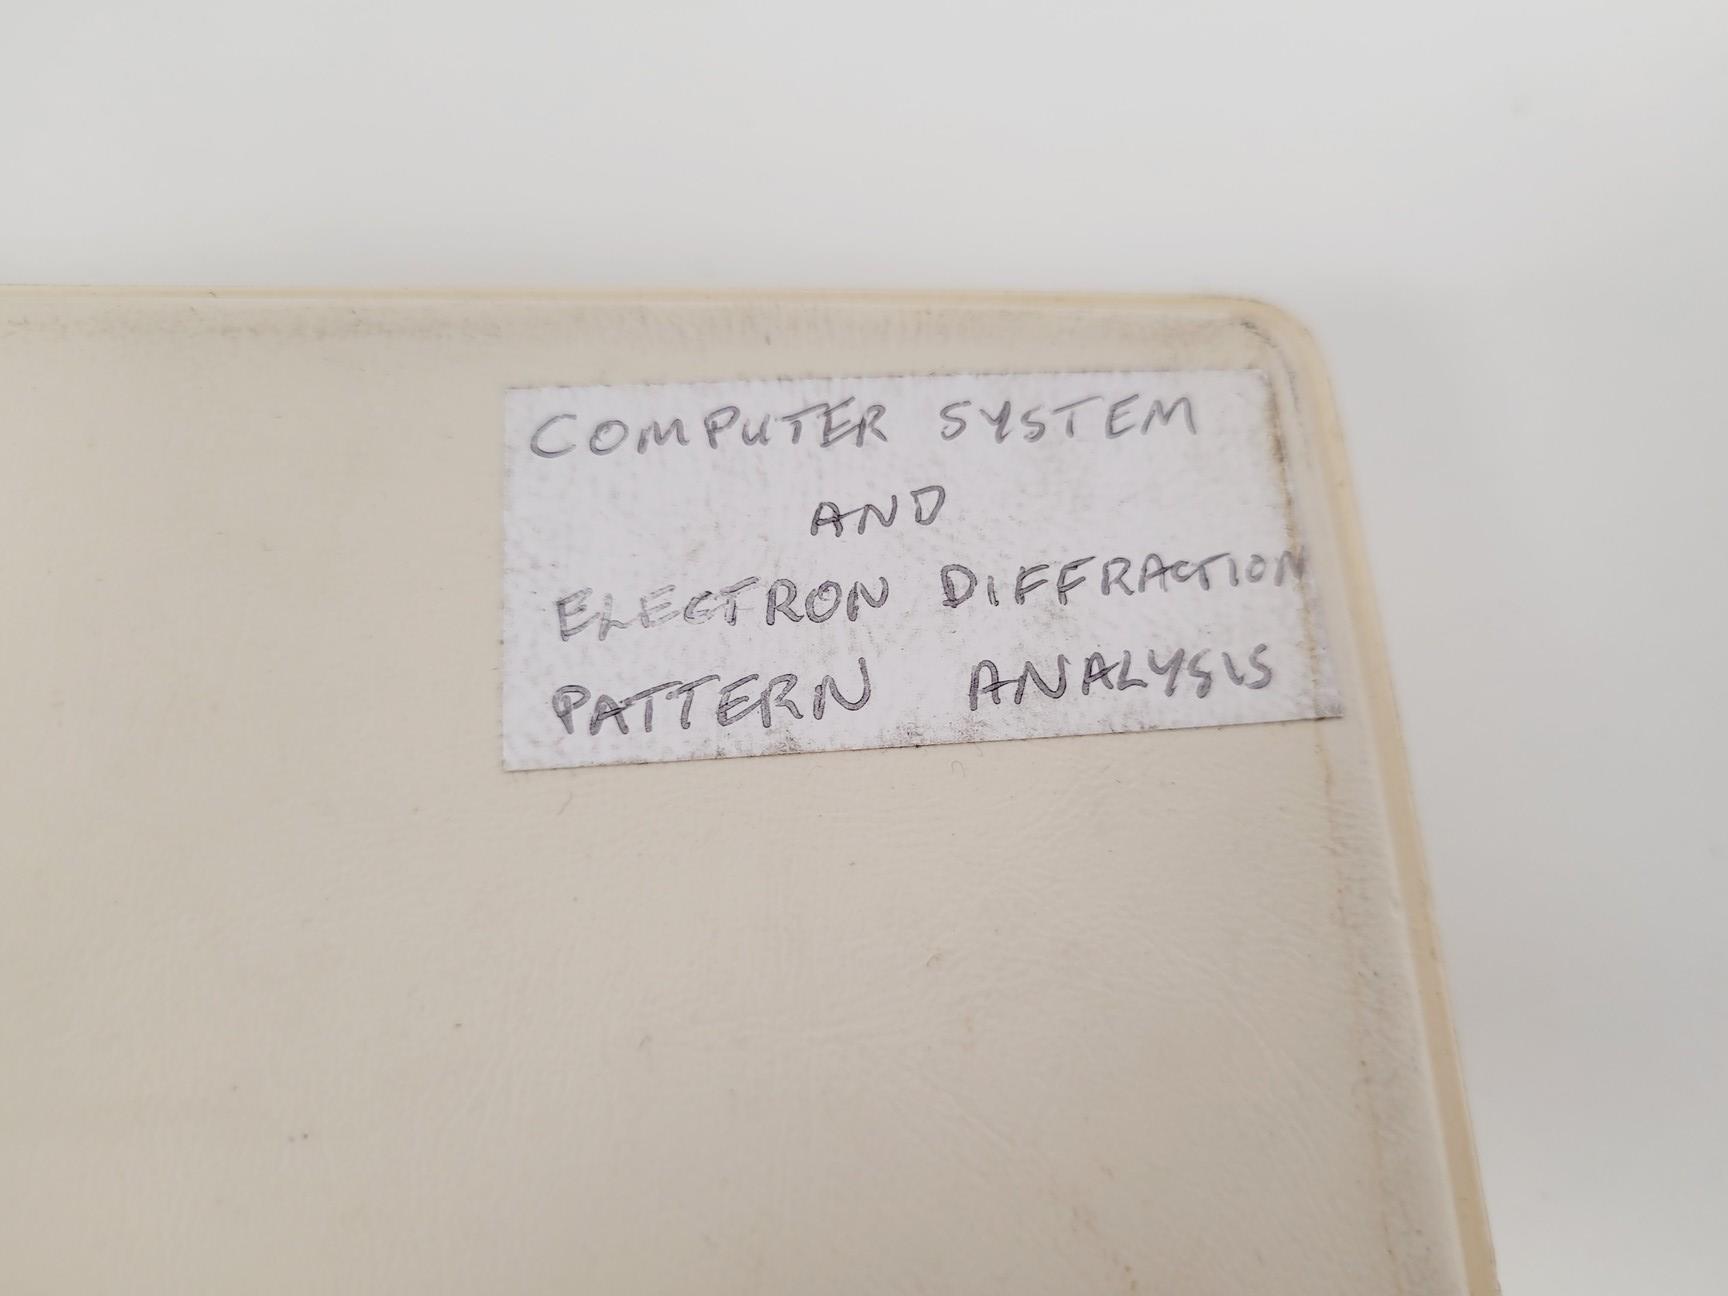 COMPUTER SYSTEM
AND
ELECTRON DIFFRACTION
PATTERN ANALYSIS